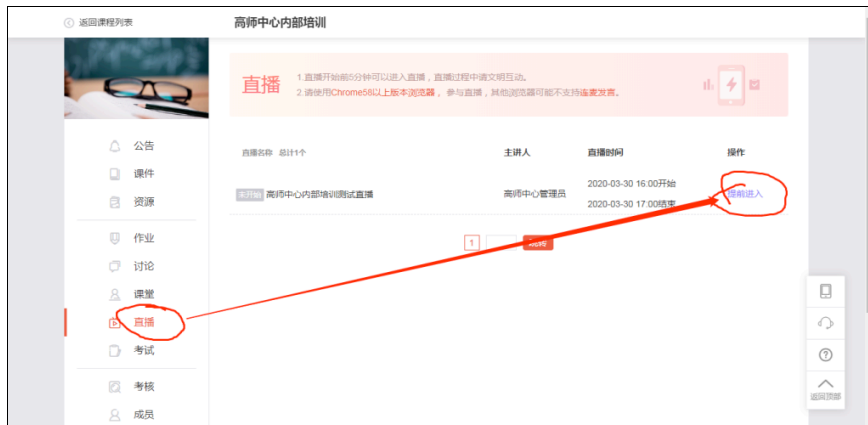 返回课程列表
高师中心内部培训
直播
1.直播开始前5分钟可以进入直播，直播过程中请文明互动。
2.请使用Chrome58以上版本浏览器，参与直播，其他浏览器可能不支持连麦发言。
公告
课件
资源
作业
讨论
课堂
直播
考试
考核
成员
直播名称 总计1个
主讲人
直播时间
操作
未开始 高师中心内部培训测试直播
高师中心管理员
2020-03-30 16:00开始
2020-03-30 17:00结束
提前进入
1
跳转
返回顶部